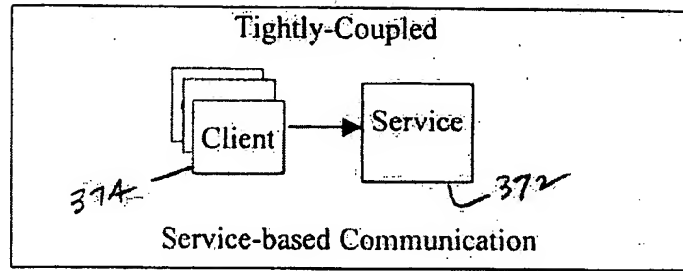 Tightly-Coupled
Client
Service
374
372
Service-based Communication